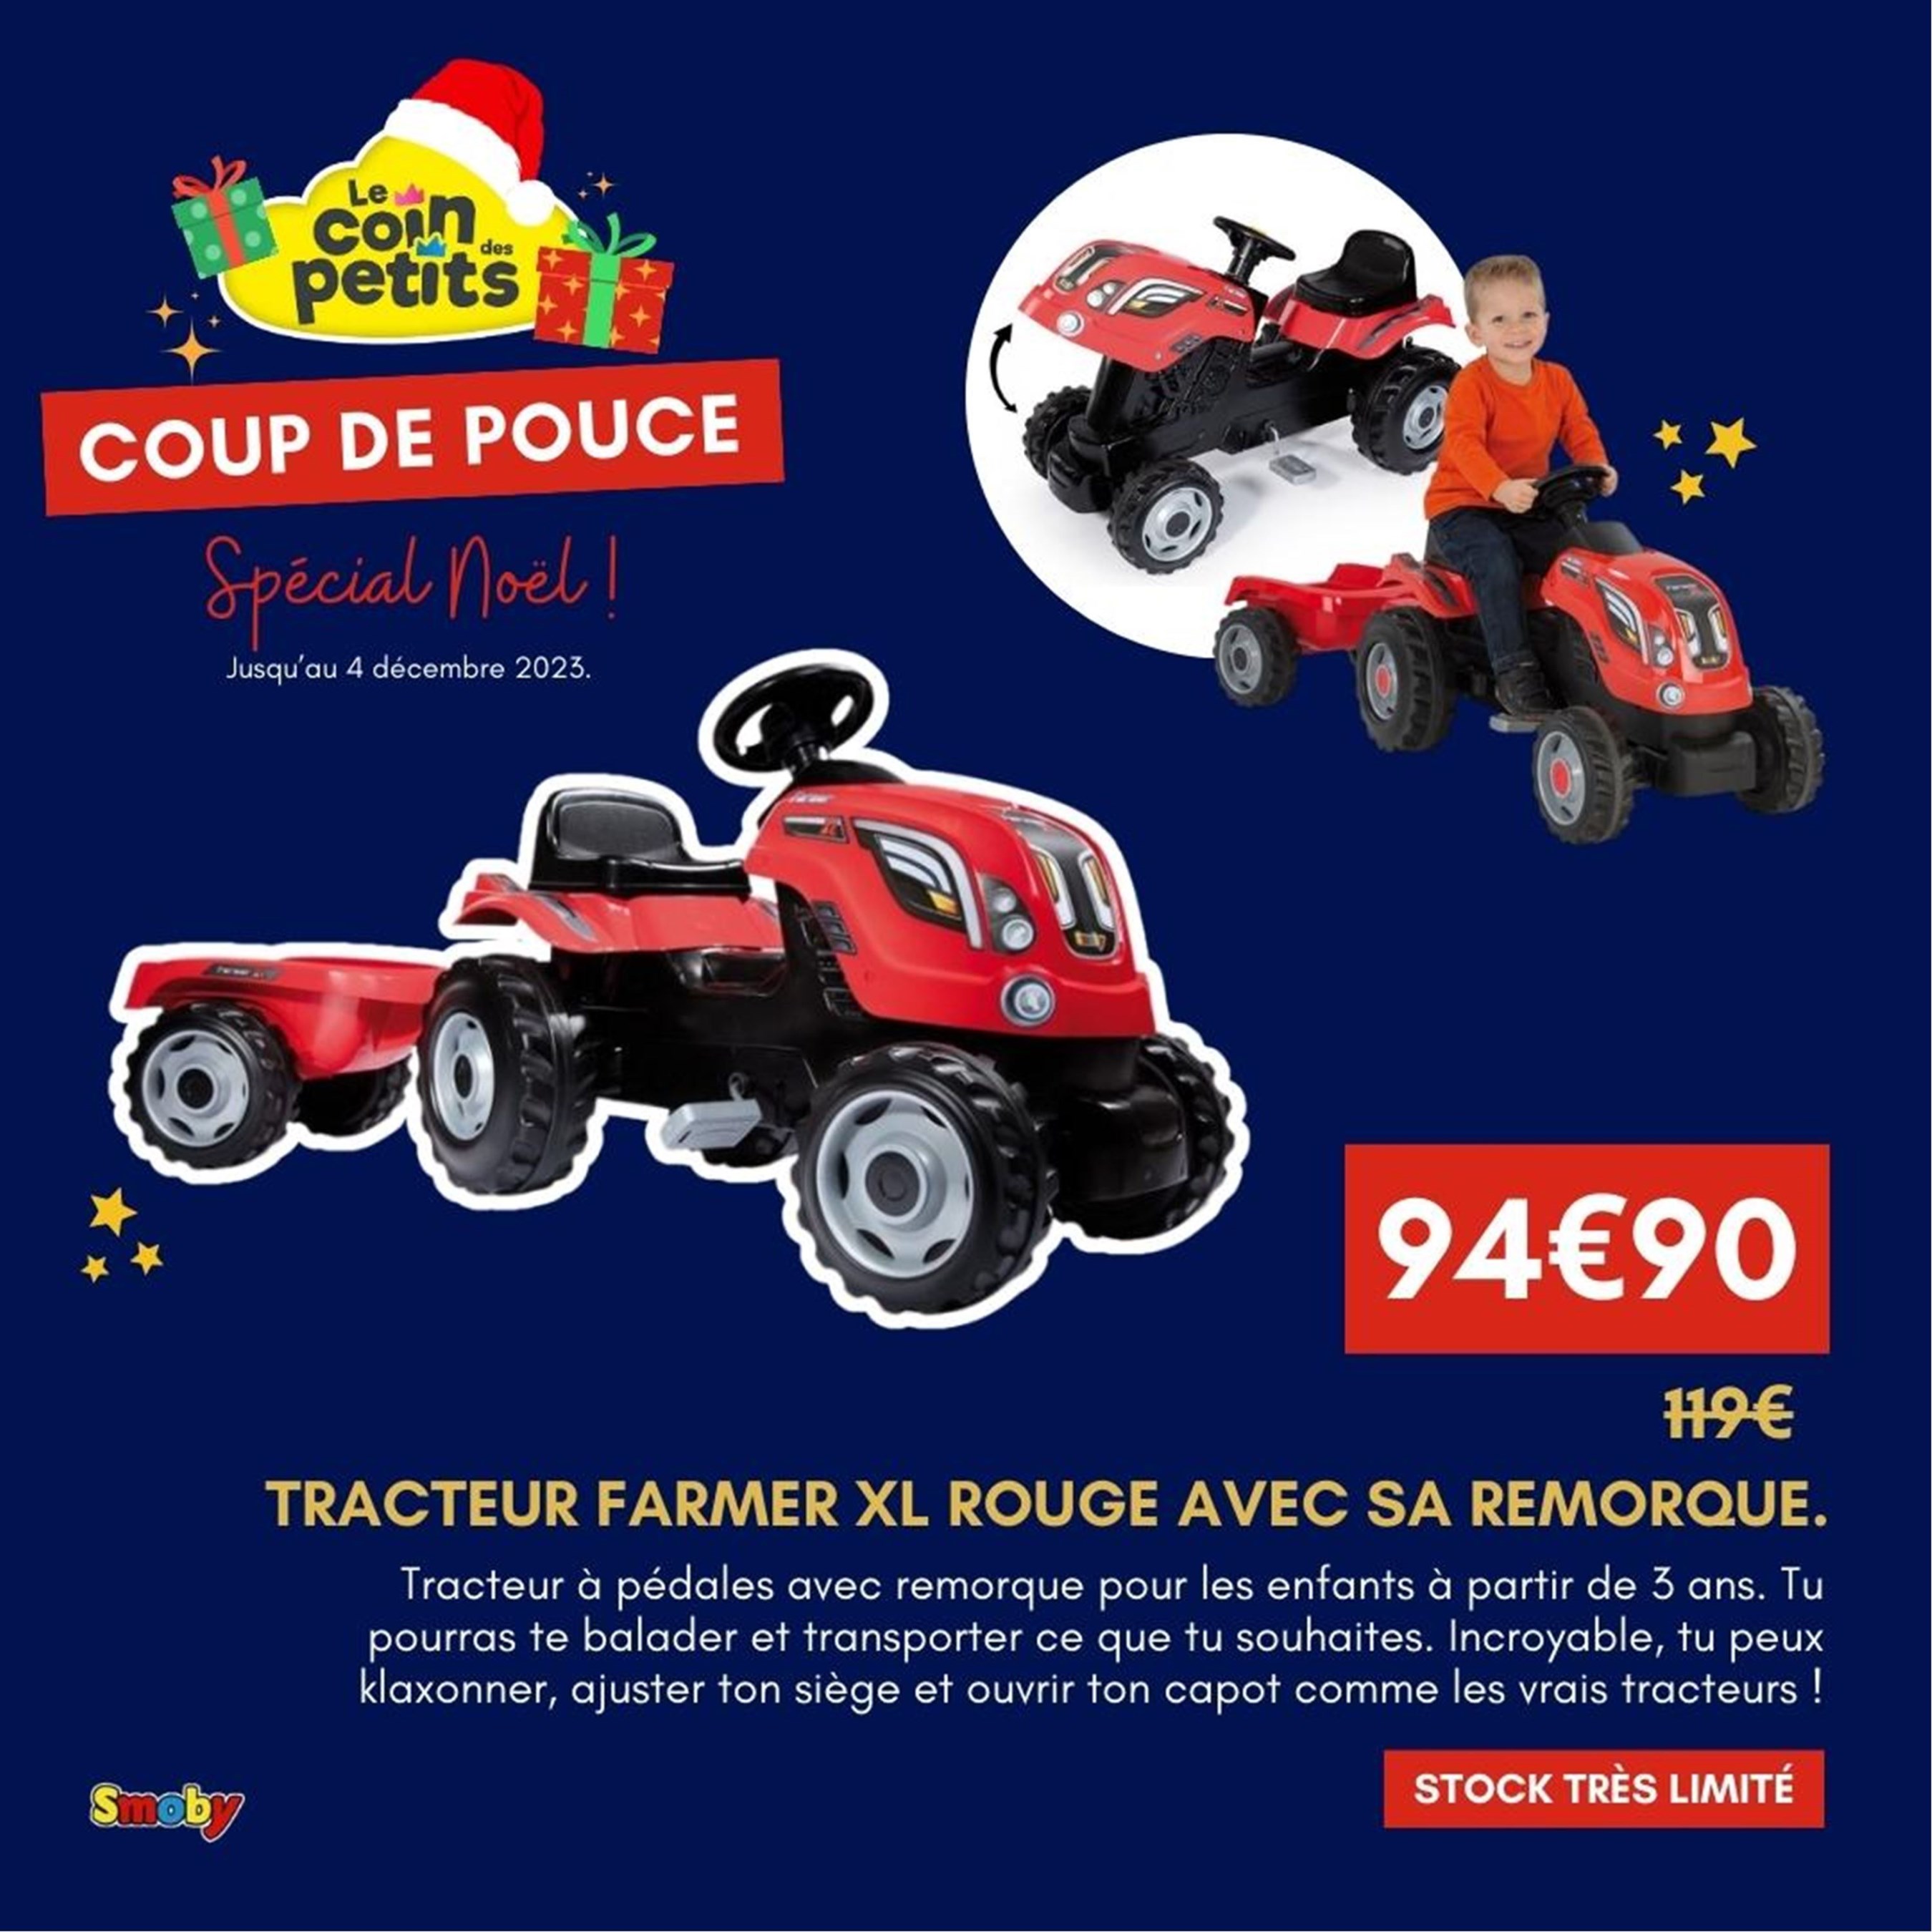 Le
coin
des
petits
COUP DE POUCE
Spécial Noël !
Jusqu'au 4 décembre 2023.
94€90
119€
TRACTEUR FARMER XL ROUGE AVEC SA REMORQUE.
Tracteur à pédales avec remorque pour les enfants à partir de 3 ans. Tu
pourras te balader et transporter ce que tu souhaites. Incroyable, tu peux
klaxonner, ajuster ton siège et ouvrir ton capot comme les vrais tracteurs !
STOCK TRÈS LIMITÉ
Smoby